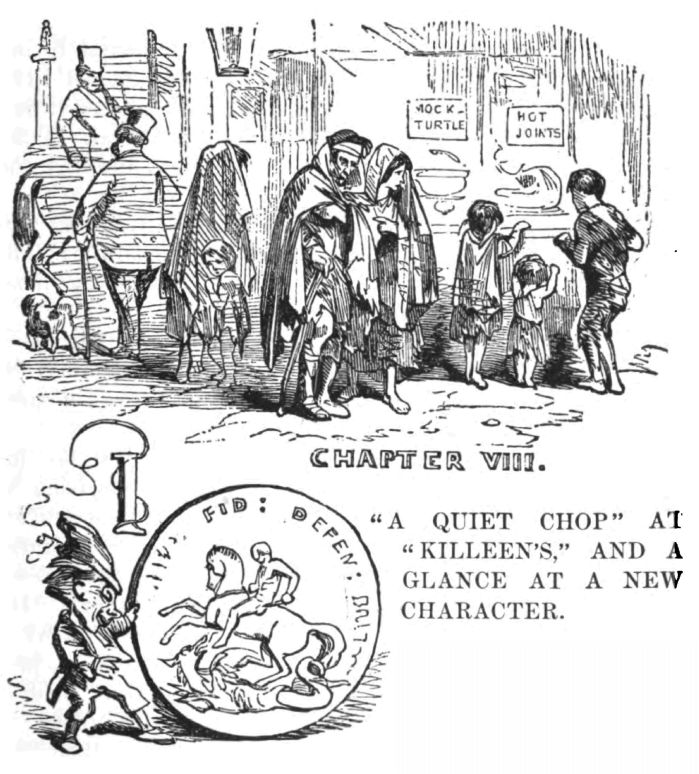 MOCK-
TURTLE
HOT
JOINTS
CHAPTER VIII.
I
FID: DEFEN:
"A QUIET CHOP" AT
"KILLEEN'S," AND A
GLANCE AT A NEW
CHARACTER.